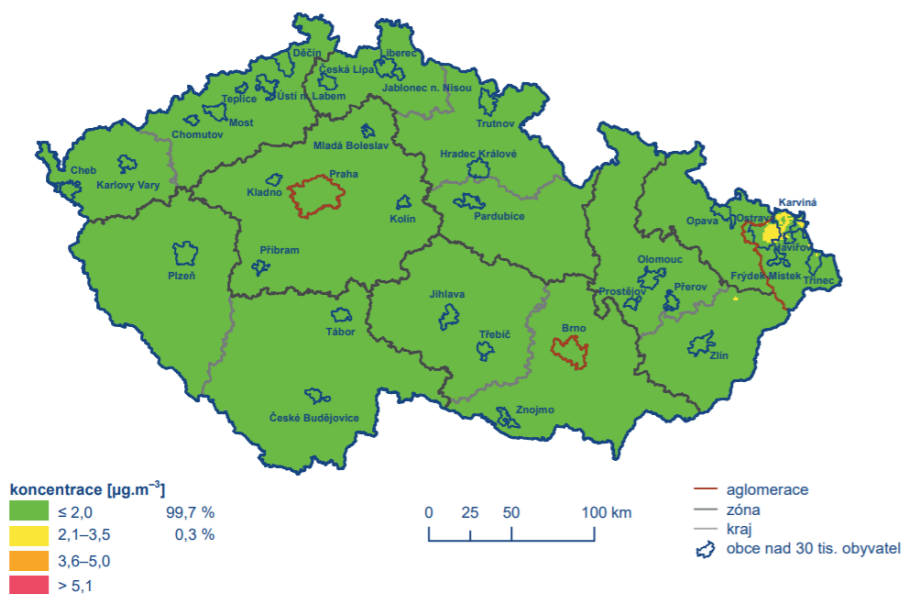 Děčín
Liberec
Česká Lípa
Teplice
Ústí n. Labem
Jablonec n. Nisou
Most
Chomutov
Trutnov
Mladá Boleslav
Hradec Králové
Cheb
Karlovy Vary
Praha
Kladno
Kolín
Pardubice
Karviná
Opava
Ostrava
Havířov
Plzeň
Příbram
Olomouc
Frýdek Místek
Třinec
Jihlava
Prostějov
Přerov
Tábor
Brno
Třebíč
Zlín
České Budějovice
Znojmo
koncentrace [µg.m⁻³]
≤ 2,0 99,7 %
2,1–3,5 0,3 %
3,6–5,0
> 5,1
0 25 50 100 km
aglomerace
zóna
kraj
obce nad 30 tis. obyvatel